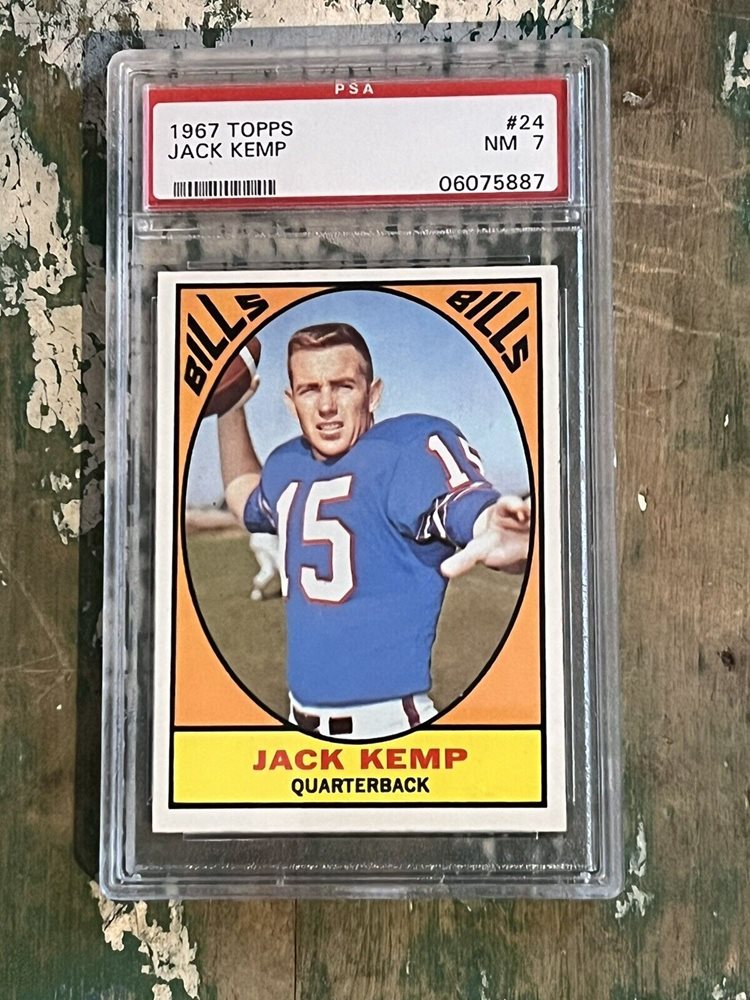 PSA
1967 TOPPS #24
JACK KEMP NM 7
06075887
BILLS BILLS
15 15
JACK KEMP
QUARTERBACK